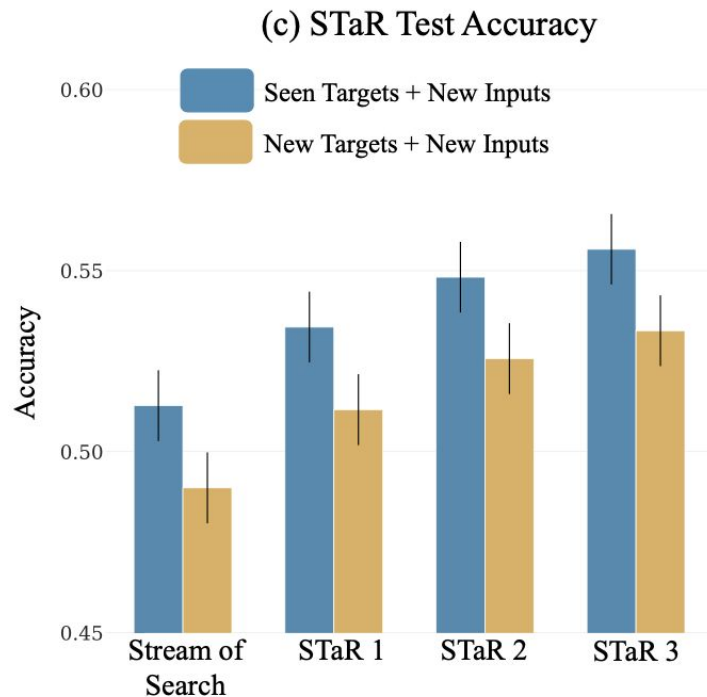 (c) STaR Test Accuracy
Seen Targets + New Inputs
New Targets + New Inputs
0.60
0.55
0.50
0.45
Accuracy
Stream of
Search
STaR 1
STaR 2
STaR 3